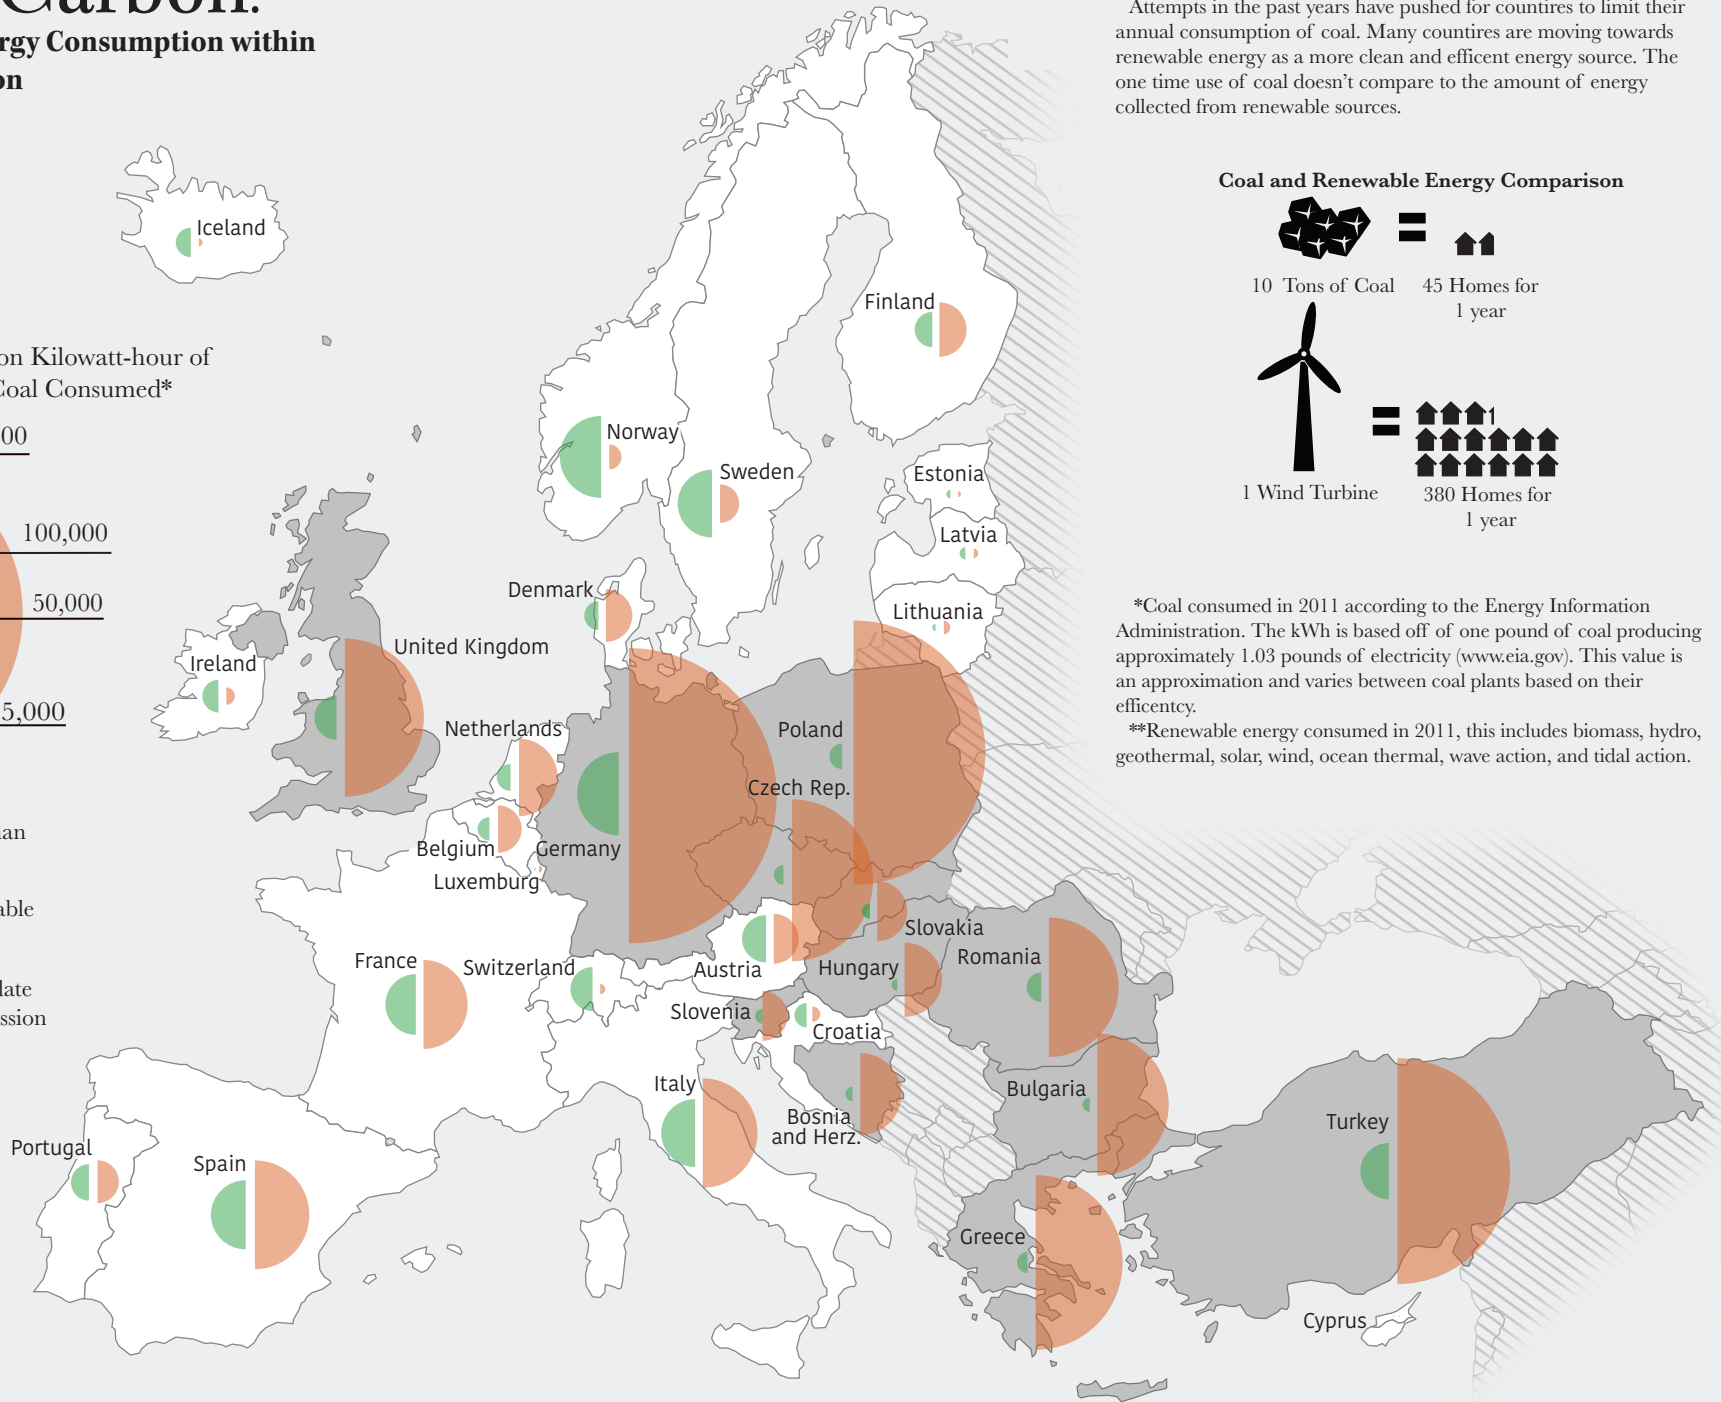 Carbon.
rgy Consumption within
on
on Kilowatt-hour of
Coal Consumed*
00
100,000
50,000
5,000
an
able
late
ssion
Attempts in the past years have pushed for countires to limit their
annual consumption of coal. Many countires are moving towards
renewable energy as a more clean and efficent energy source. The
one time use of coal doesn't compare to the amount of energy
collected from renewable sources.
Coal and Renewable Energy Comparison
10 Tons of Coal
45 Homes for
1 year
1 Wind Turbine
380 Homes for
1 year
*Coal consumed in 2011 according to the Energy Information
Administration. The kWh is based off of one pound of coal producing
approximately 1.03 pounds of electricity (www.eia.gov). This value is
an approximation and varies between coal plants based on their
efficentcy.
**Renewable energy consumed in 2011, this includes biomass, hydro,
geothermal, solar, wind, ocean thermal, wave action, and tidal action.
Iceland
Finland
Norway
Sweden
Estonia
Latvia
Denmark
Lithuania
United Kingdom
Ireland
Netherlands
Poland
Czech Rep.
Belgium
Germany
Luxemburg
Slovakia
France
Switzerland
Austria
Hungary
Romania
Slovenia
Croatia
Italy
Bulgaria
Bosnia
and Herz.
Turkey
Portugal
Spain
Greece
Cyprus